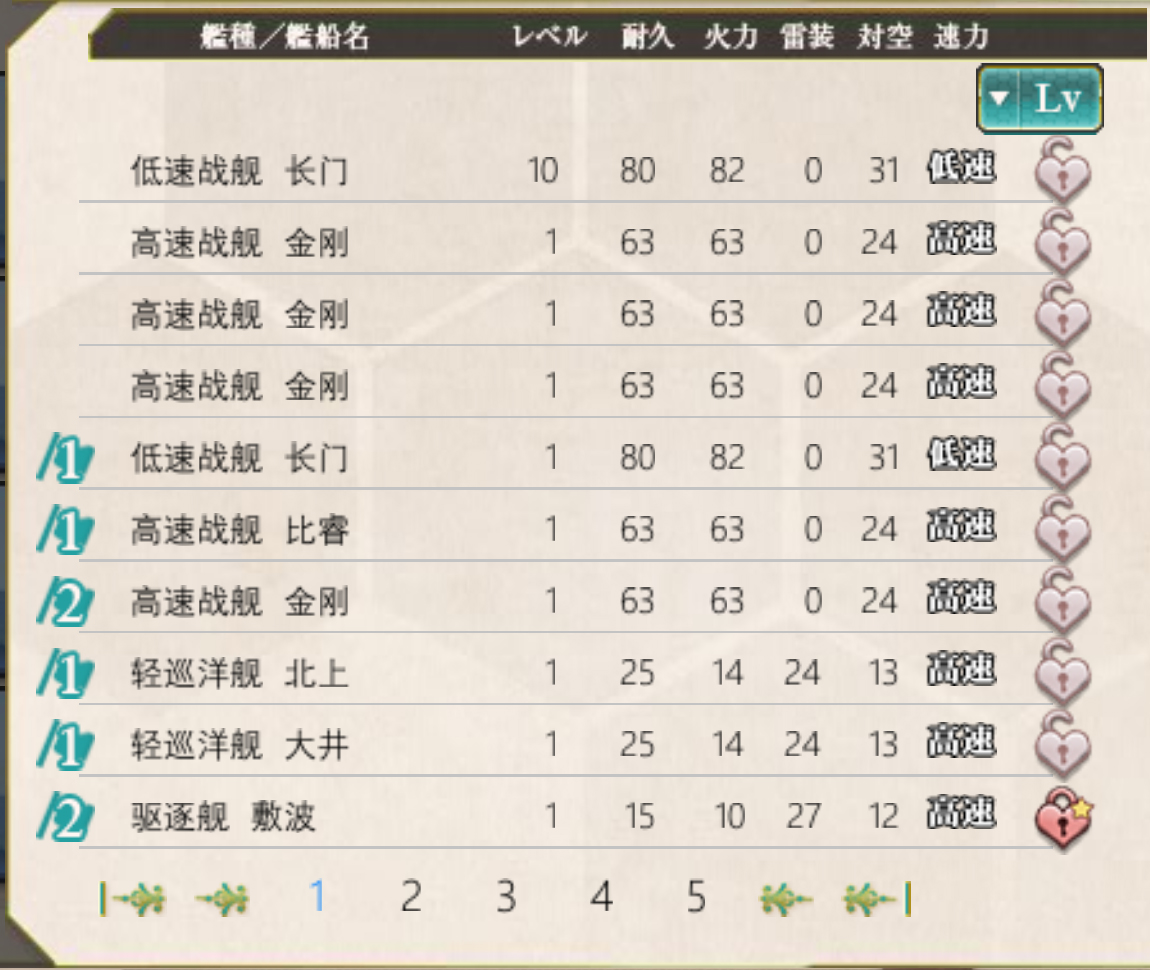 艦種／艦船名 レベル 耐久 火力 雷装 対空 速力
Lv
低速战舰 长门 10 80 82 0 31 低速
高速战舰 金刚 1 63 63 0 24 高速
高速战舰 金刚 1 63 63 0 24 高速
高速战舰 金刚 1 63 63 0 24 高速
/1 低速战舰 长门 1 80 82 0 31 低速
/1 高速战舰 比睿 1 63 63 0 24 高速
/2 高速战舰 金刚 1 63 63 0 24 高速
/1 轻巡洋舰 北上 1 25 14 24 13 高速
/1 轻巡洋舰 大井 1 25 14 24 13 高速
/2 驱逐舰 敷波 1 15 10 27 12 高速
1 2 3 4 5